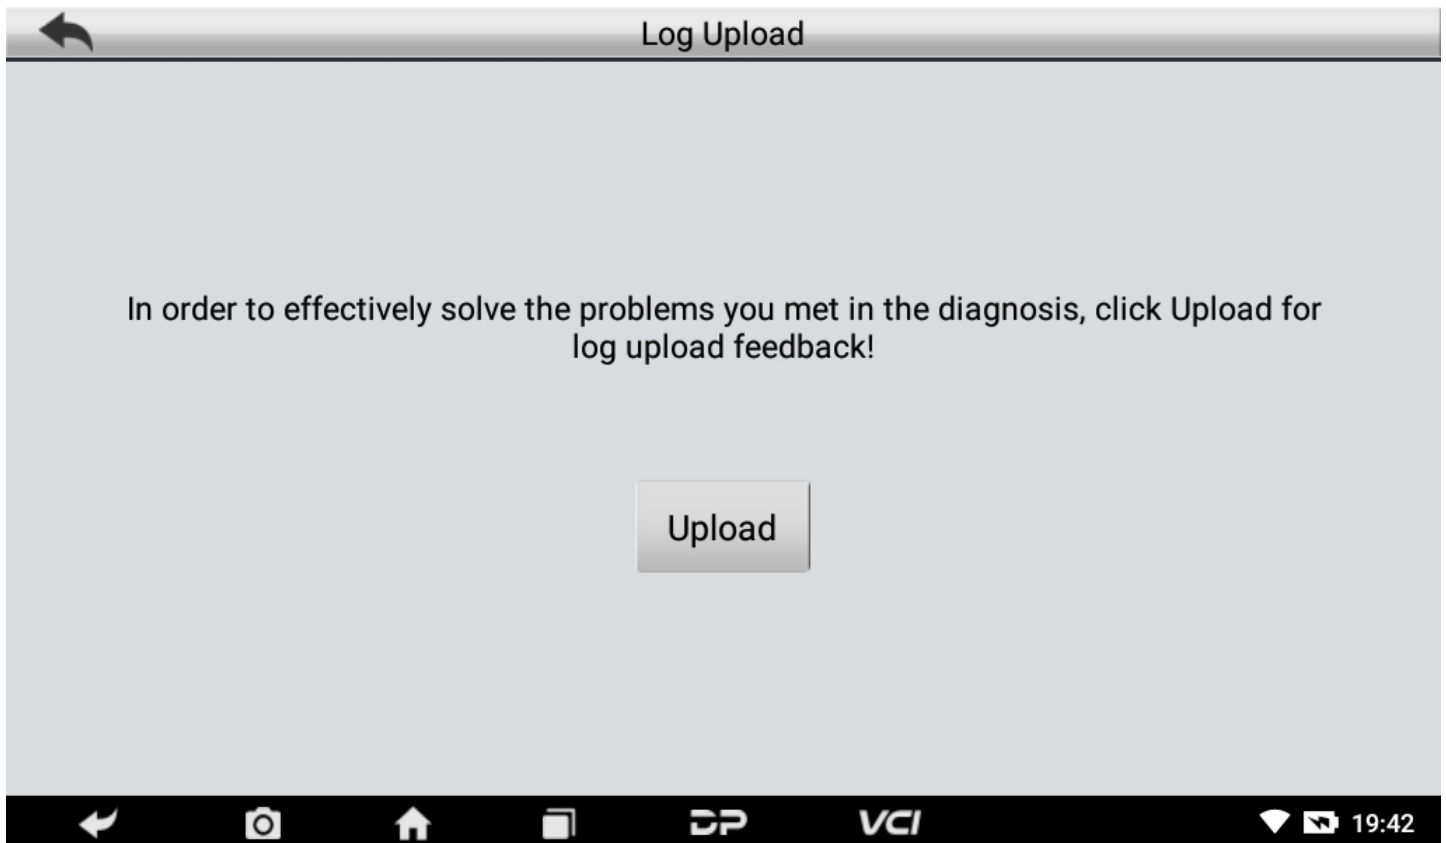 Log Upload
In order to effectively solve the problems you met in the diagnosis, click Upload for
log upload feedback!
Upload
DP
VCI
19:42